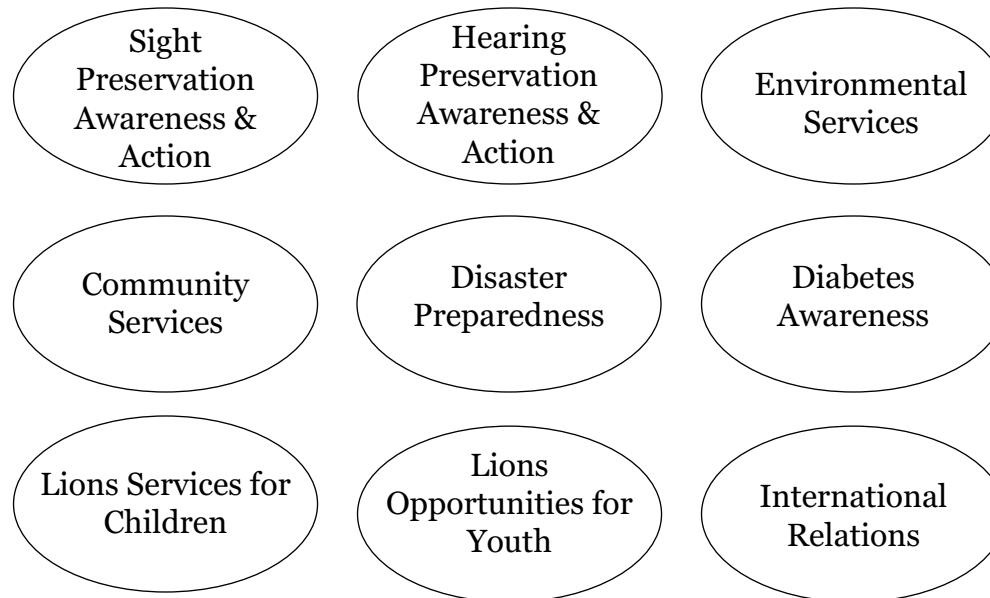 Sight
Preservation
Awareness &
Action
Hearing
Preservation
Awareness &
Action
Environmental
Services
Community
Services
Disaster
Preparedness
Diabetes
Awareness
Lions Services for
Children
Lions
Opportunities for
Youth
International
Relations